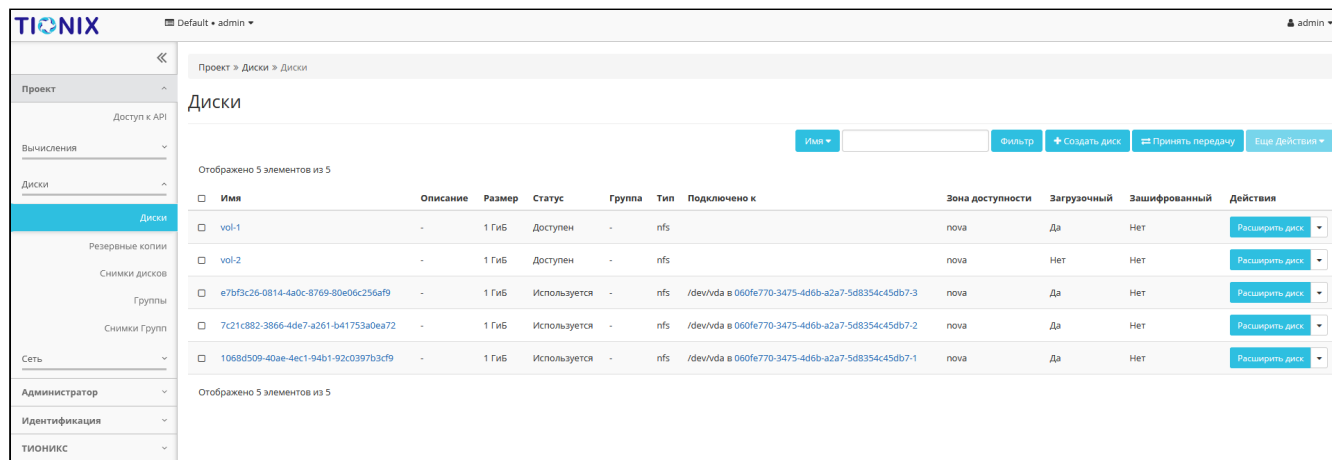 TIONIX
Default • admin
admin
Проект » Диски » Диски
Проект
Доступ к API
Вычисления
Диски
Диски
Резервные копии
Снимки дисков
Группы
Снимки Групп
Сеть
Администратор
Идентификация
ТИОНИКС
Диски
Имя Фильтр Создать диск Принять передачу Еще Действия
Отображено 5 элементов из 5
Имя Описание Размер Статус Группа Тип Подключено к Зона доступности Загрузочный Зашифрованный Действия
vol-1 - 1 ГиБ Доступен - nfs nova Да Нет Расширить диск
vol-2 - 1 ГиБ Доступен - nfs nova Нет Нет Расширить диск
e7bf3c26-0814-4a0c-8769-80e06c256af9 - 1 ГиБ Используется - nfs /dev/vda в 060fe770-3475-4d6b-a2a7-5d8354c45db7-3 nova Да Нет Расширить диск
7c21c882-3866-4de7-a261-b41753a0ea72 - 1 ГиБ Используется - nfs /dev/vda в 060fe770-3475-4d6b-a2a7-5d8354c45db7-2 nova Да Нет Расширить диск
1068d509-40ae-4ec1-94b1-92c0397b3cf9 - 1 ГиБ Используется - nfs /dev/vda в 060fe770-3475-4d6b-a2a7-5d8354c45db7-1 nova Да Нет Расширить диск
Отображено 5 элементов из 5